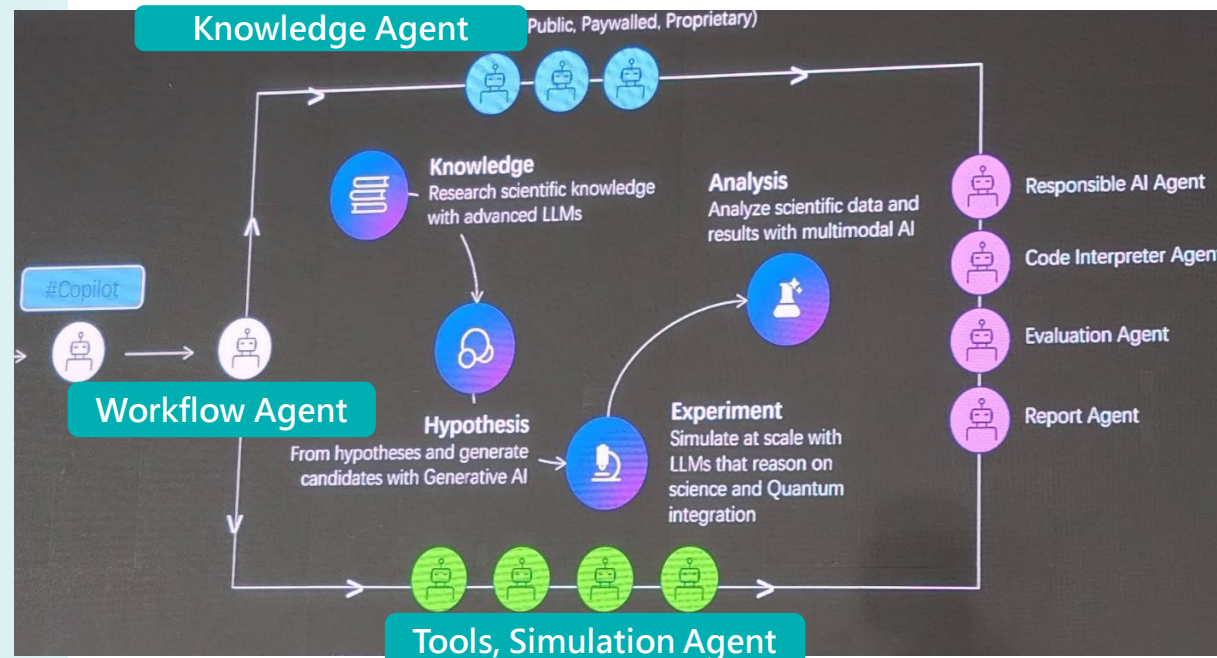 Knowledge Agent
Public, Paywalled, Proprietary)
Knowledge
Research scientific knowledge
with advanced LLMs
Analysis
Analyze scientific data and
results with multimodal AI
Responsible AI Agent
Code Interpreter Agent
Evaluation Agent
Report Agent
#Copilot
Workflow Agent
Hypothesis
From hypotheses and generate
candidates with Generative AI
Experiment
Simulate at scale with
LLMs that reason on
science and Quantum
integration
Tools, Simulation Agent